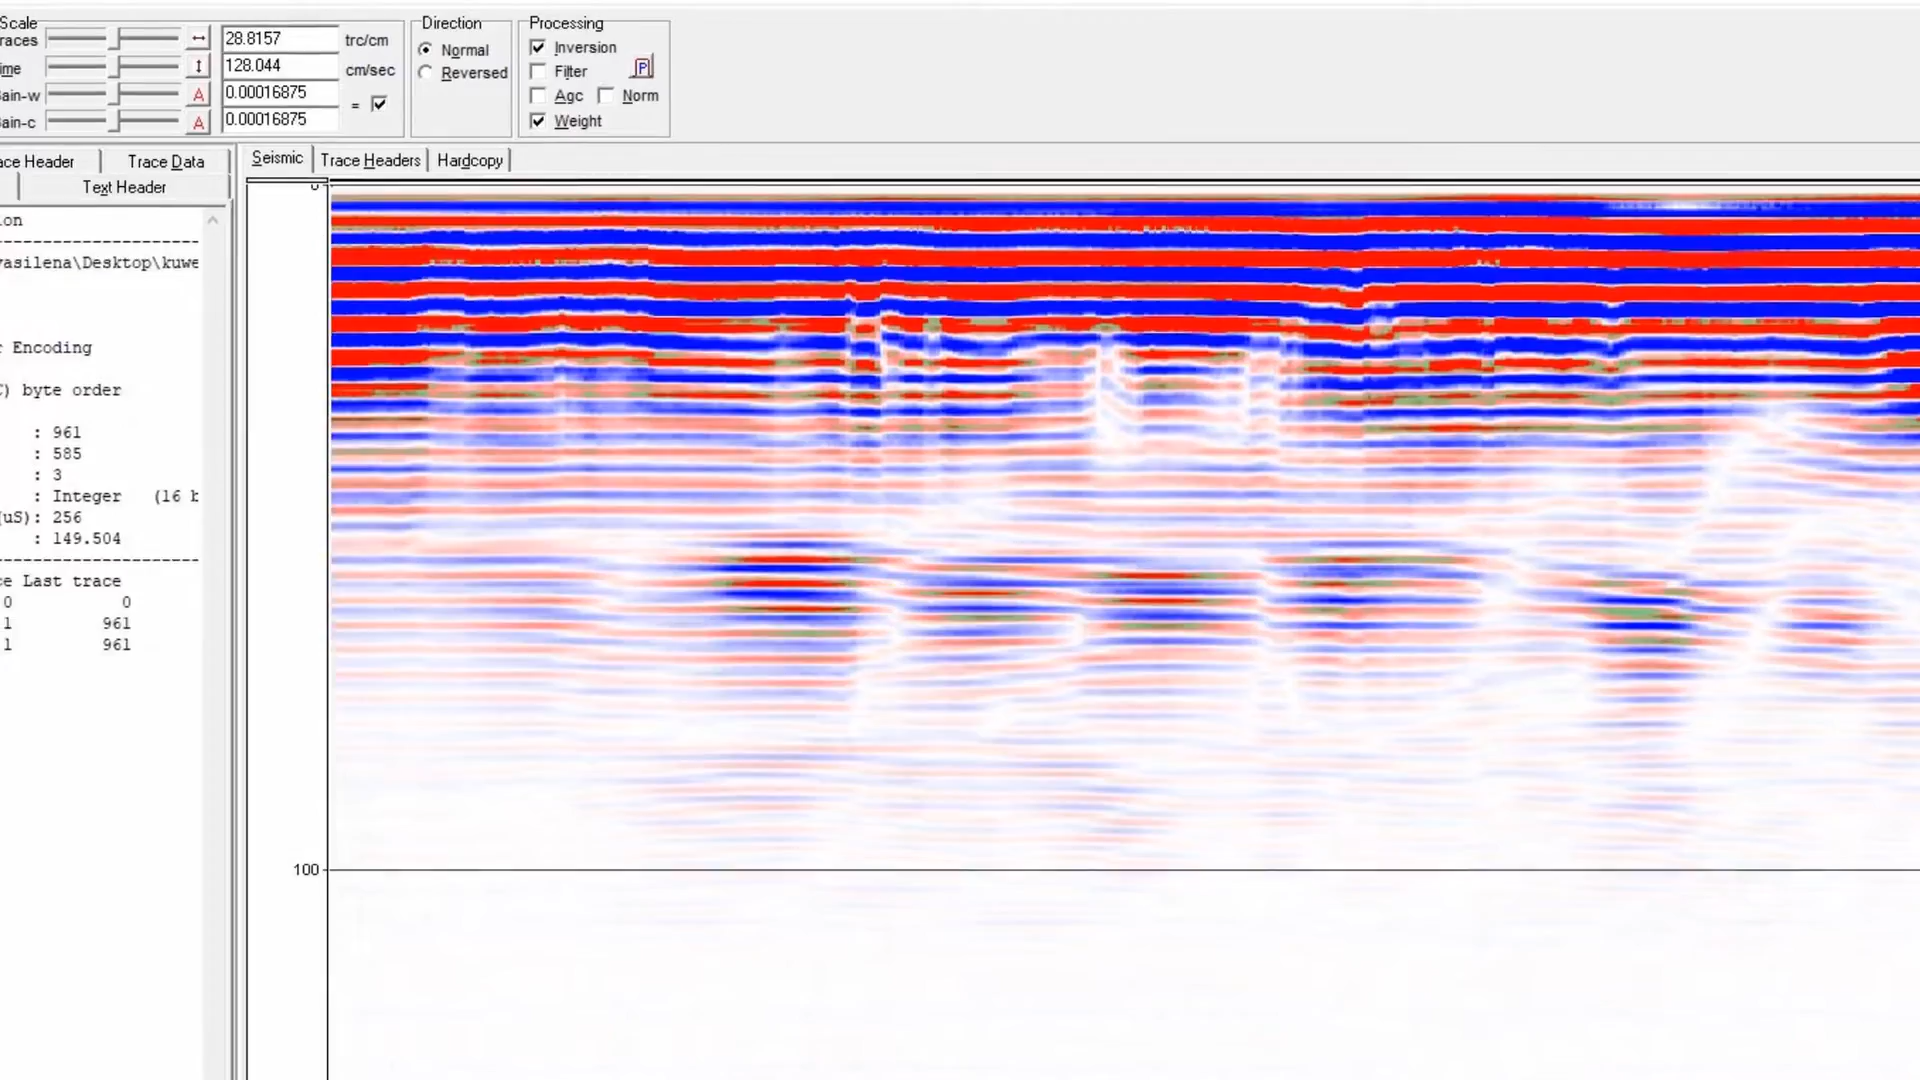 Scale
races
28.8157
trc/cm
ime
128.044
cm/sec
ain-w
A
0.00016875
=
ain-c
A
0.00016875
Direction
Normal
Reversed
Processing
Inversion
Filter
P
Agc
Norm
Weight
ace Header
Trace Data
Text Header
Seismic
Trace Headers
Hardcopy
ion
--------------------
vasilena\Desktop\kuwe
r Encoding
C) byte order
: 961
: 585
: 3
: Integer (16 b
(uS): 256
: 149.504
--------------------
ce Last trace
0 0
1 961
1 961
0
100